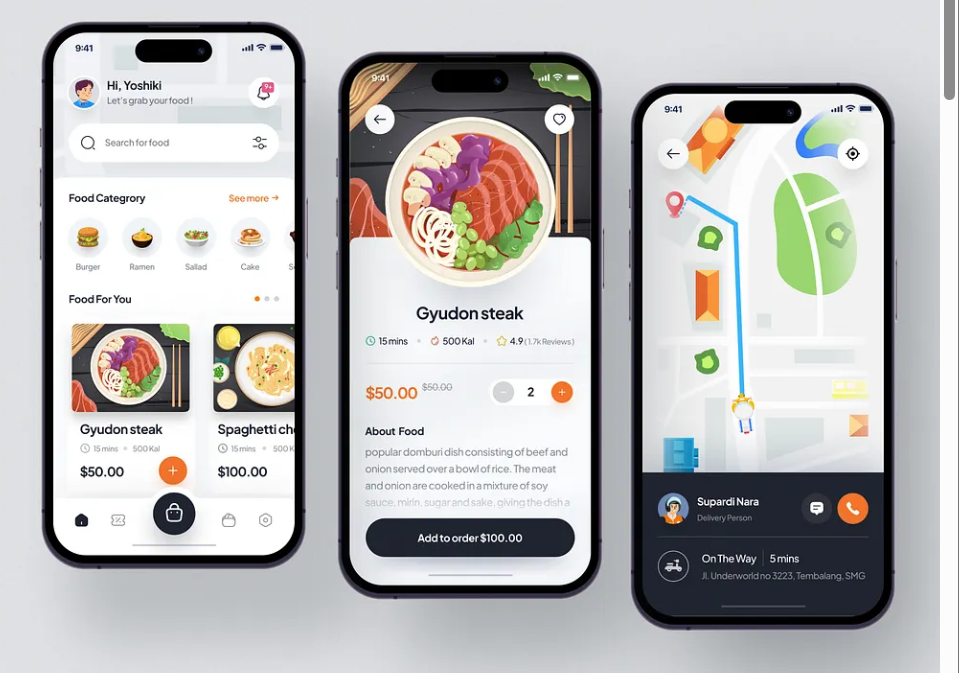 9:41
Hi, Yoshiki
Let's grab your food !
9+
Search for food
Food Categrory
See more →
Burger
Ramen
Sallad
Cake
Food For You
Gyudon steak
15 mins • 500 Kal
$50.00
+
Spaghetti
15 mins • 500
$100.00
9:41
Gyudon steak
15 mins • 500 Kal • 4.9 (1.7k Reviews)
$50.00 $50.00
− 2 +
About Food
popular domburi dish consisting of beef and
onion served over a bowl of rice. The meat
and onion are cooked in a mixture of soy
sauce, mirin, sugar and sake, giving the dish a
Add to order $100.00
9:41
Supardi Nara
Delivery Person
On The Way | 5 mins
Jl. Underworld no 3223, Tembalang, SMG